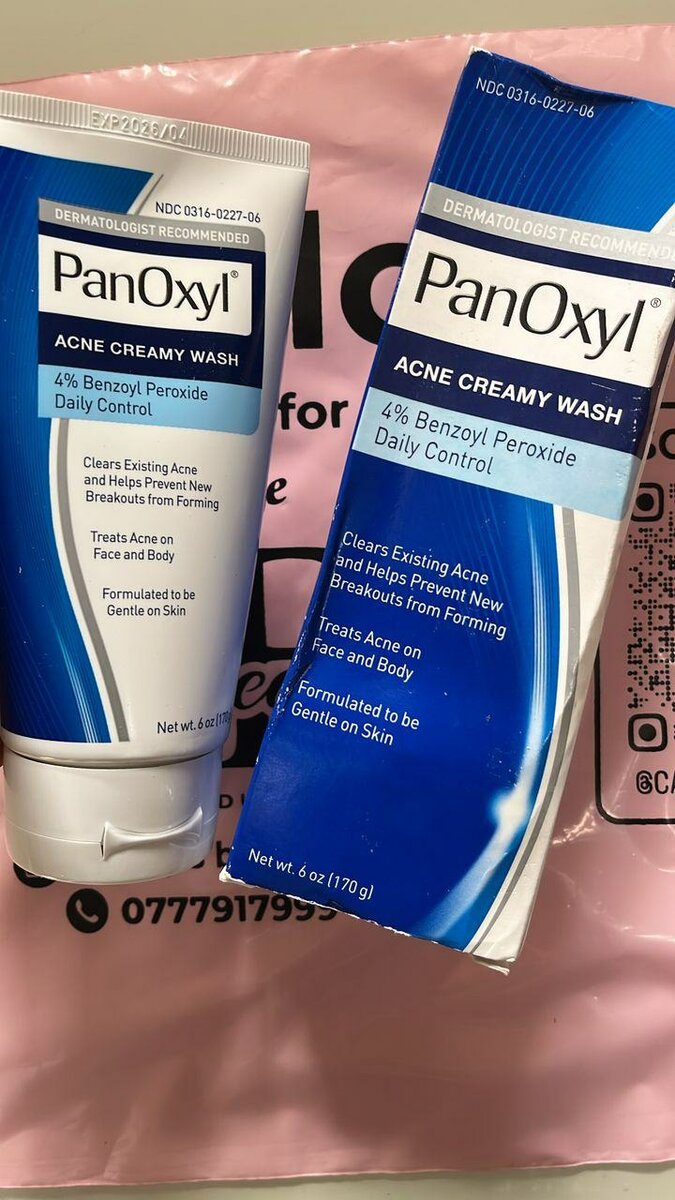 EXP2026/04
NDC 0316-0227-06
DERMATOLOGIST RECOMMENDED
PanOxyl®
ACNE CREAMY WASH
4% Benzoyl Peroxide
Daily Control
Clears Existing Acne
and Helps Prevent New
Breakouts from Forming
Treats Acne on
Face and Body
Formulated to be
Gentle on Skin
Net wt. 6 oz (170g
NDC 0316-0227-06
DERMATOLOGIST RECOMMENDE
PanOxyl®
ACNE CREAMY WASH
4% Benzoyl Peroxide
Daily Control
Clears Existing Acne
and Helps Prevent New
Breakouts from Forming
Treats Acne on
Face and Body
Formulated to be
Gentle on Skin
Net wt. 6 oz (170 g)
for
@CA
0777917999